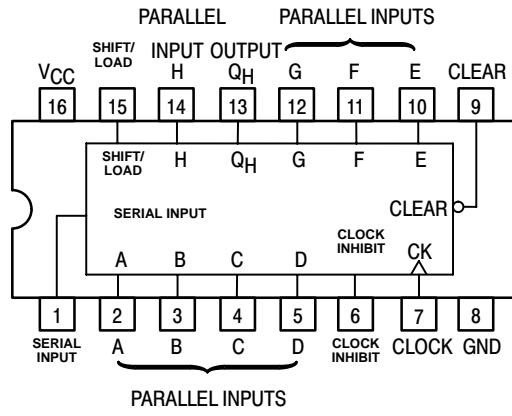 PARALLEL PARALLEL INPUTS
SHIFT/
LOAD
INPUT OUTPUT
VCC H QH G F E CLEAR
16 15 14 13 12 11 10 9
SHIFT/
LOAD
H QH G F E
SERIAL INPUT
CLEAR
CLOCK
INHIBIT
CK
A B C D
1 2 3 4 5 6 7 8
SERIAL
INPUT
A B C D
CLOCK
INHIBIT
CLOCK GND
PARALLEL INPUTS